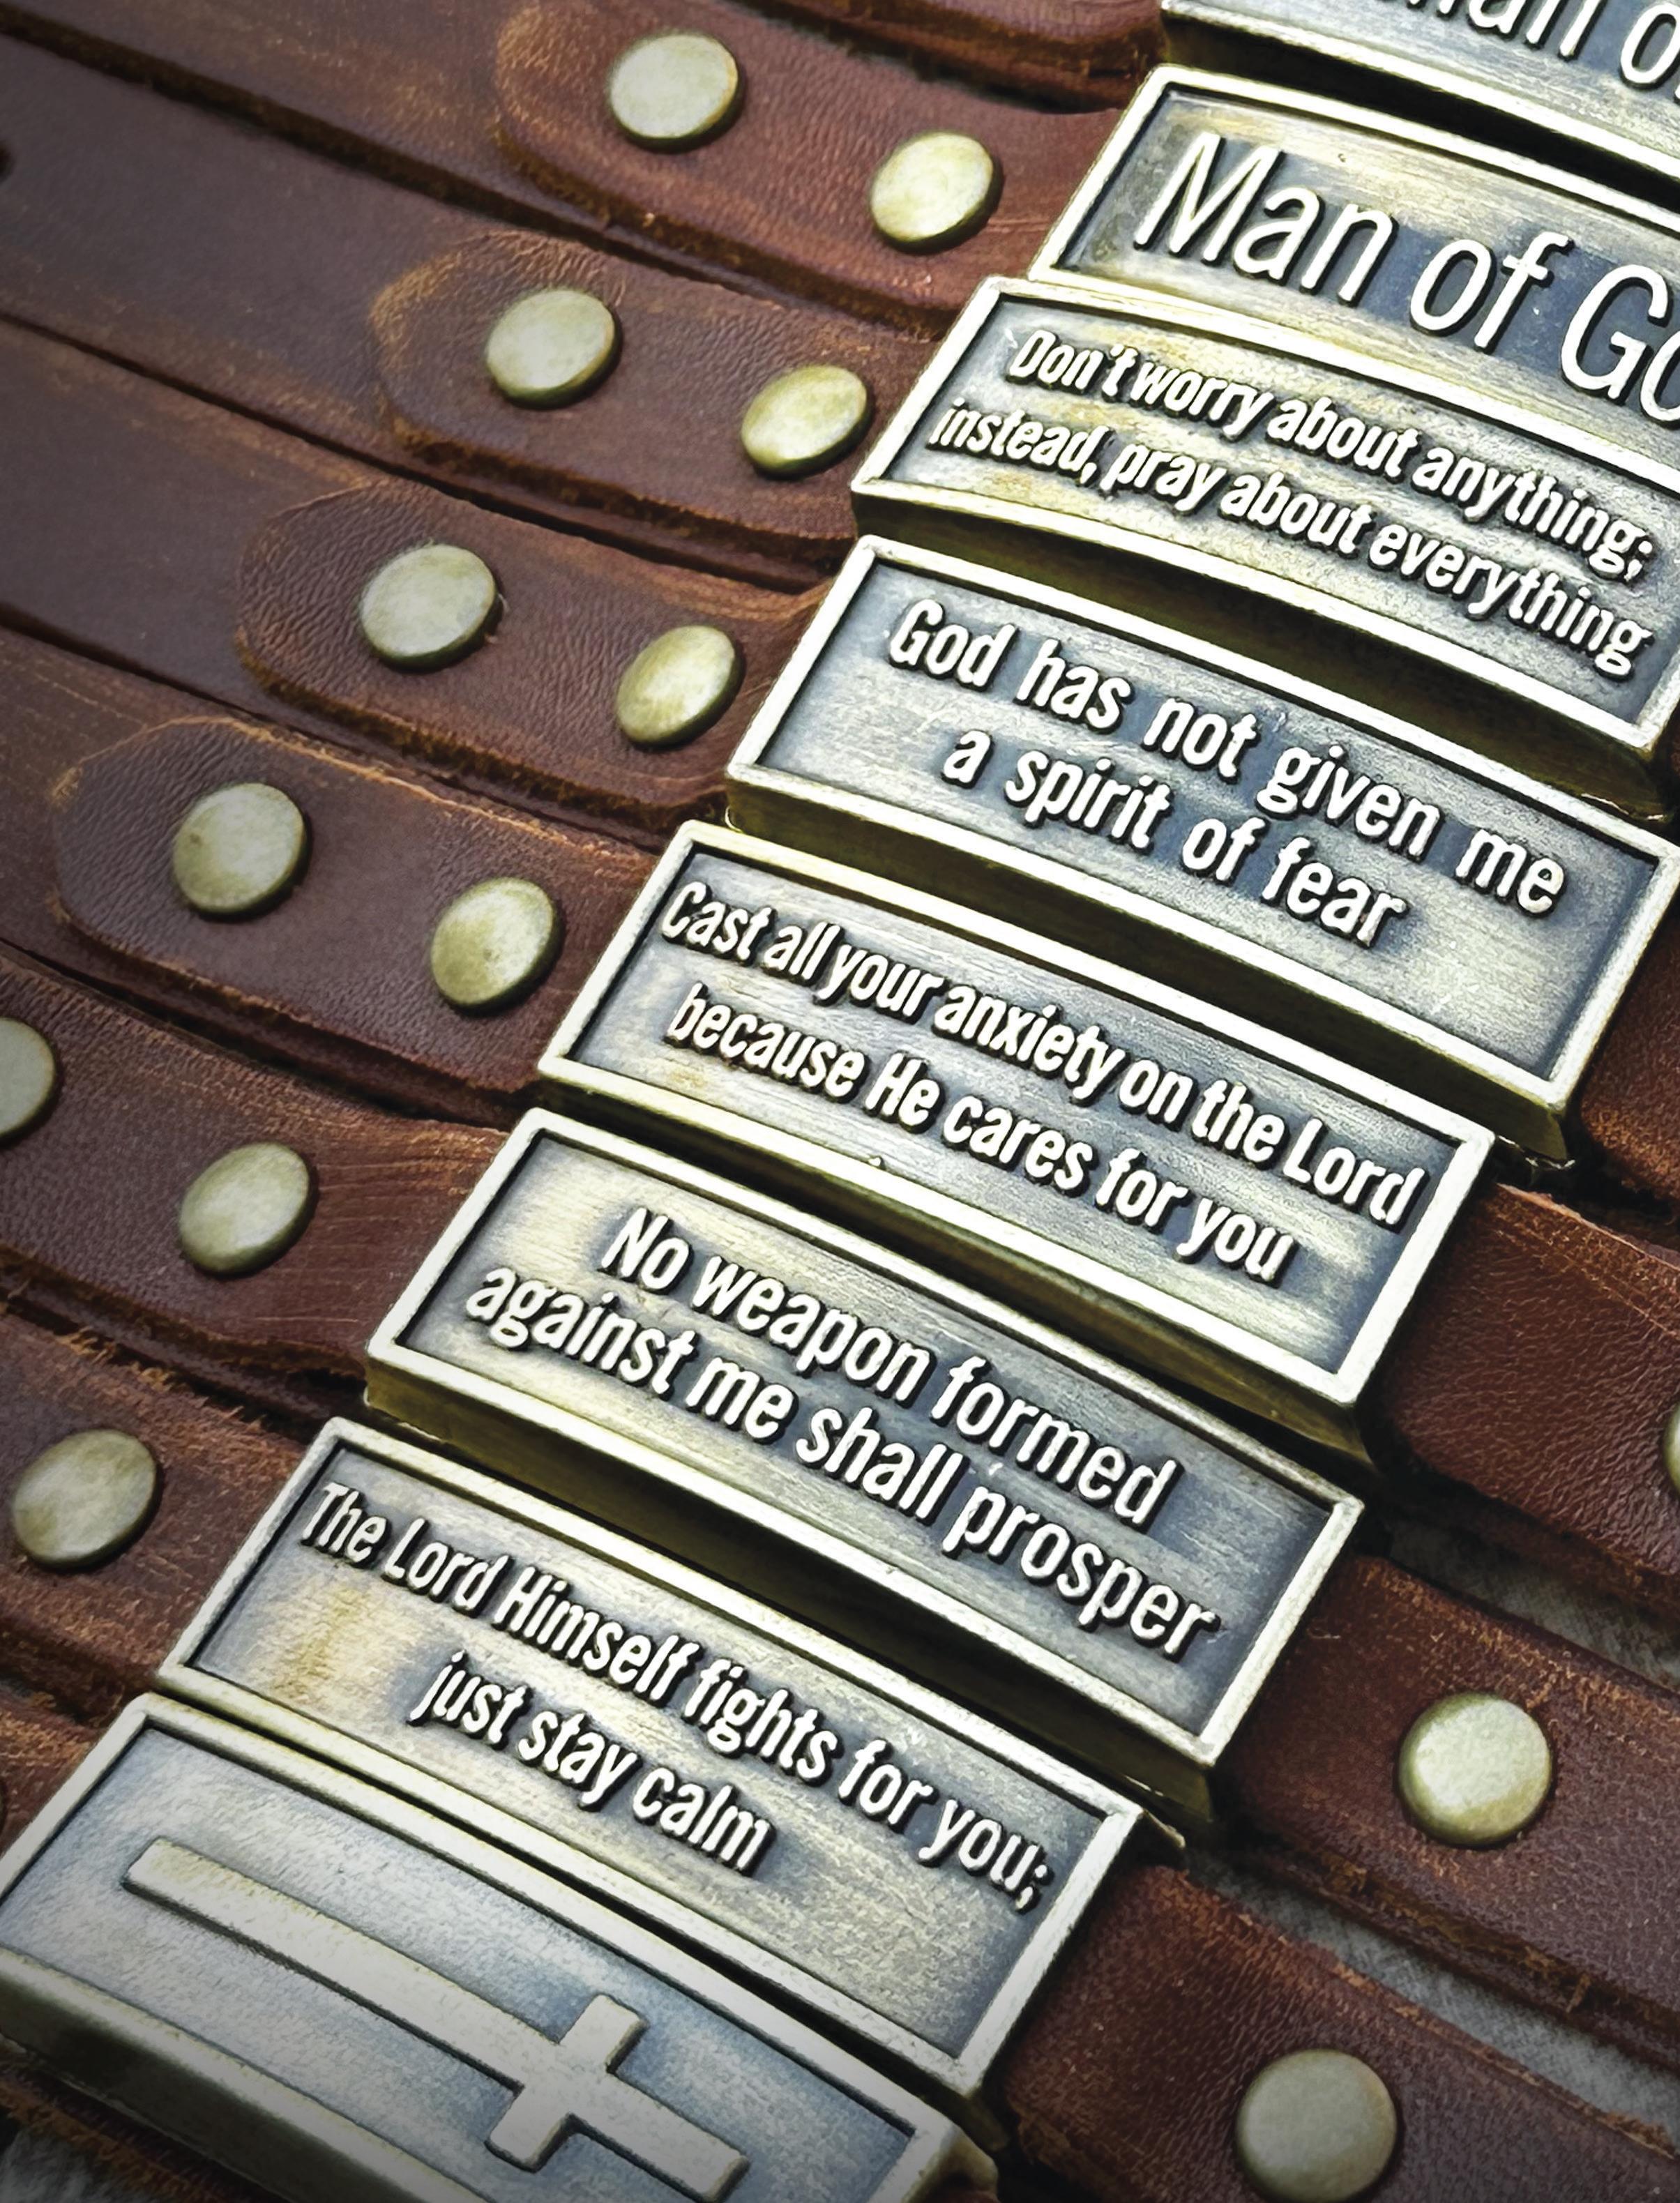 Man of
Don't worry about anything;
instead, pray about everything
God has not given me
a spirit of fear
Cast all your anxiety on the Lord
because He cares for you
No weapon formed
against me shall prosper
The Lord Himself fights for you;
just stay calm